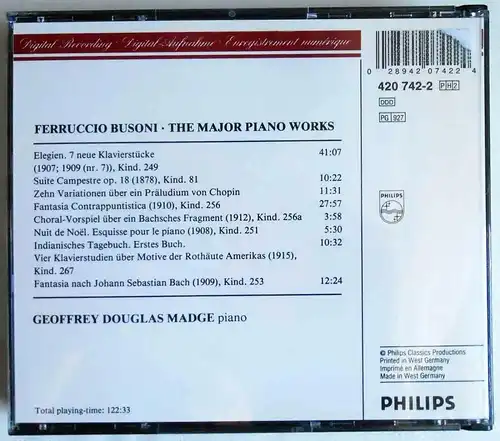 Digital Recording · Digital-Aufnahme · Enregistrement numérique
FERRUCCIO BUSONI · THE MAJOR PIANO WORKS
Elegien. 7 neue Klavierstücke 41:07
(1907; 1909 (nr. 7)), Kind. 249
Suite Campestre op. 18 (1878), Kind. 81 10:22
Zehn Variationen über ein Präludium von Chopin 11:31
Fantasia Contrappuntistica (1910), Kind. 256 27:57
Choral-Vorspiel über ein Bachsches Fragment (1912), Kind. 256a 3:58
Nuit de Noël. Esquisse pour le piano (1908), Kind. 251 5:30
Indianisches Tagebuch. Erstes Buch. 10:32
Vier Klavierstudien über Motive der Rothäute Amerikas (1915),
Kind. 267
Fantasia nach Johann Sebastian Bach (1909), Kind. 253 12:24
GEOFFREY DOUGLAS MADGE piano
Total playing-time: 122:33
0 28942 07422 4
420 742-2 PH2
DDD
PG 927
PHILIPS
© Philips Classics Productions
Printed in West Germany
Imprimé en Allemagne
Made in West Germany
PHILIPS